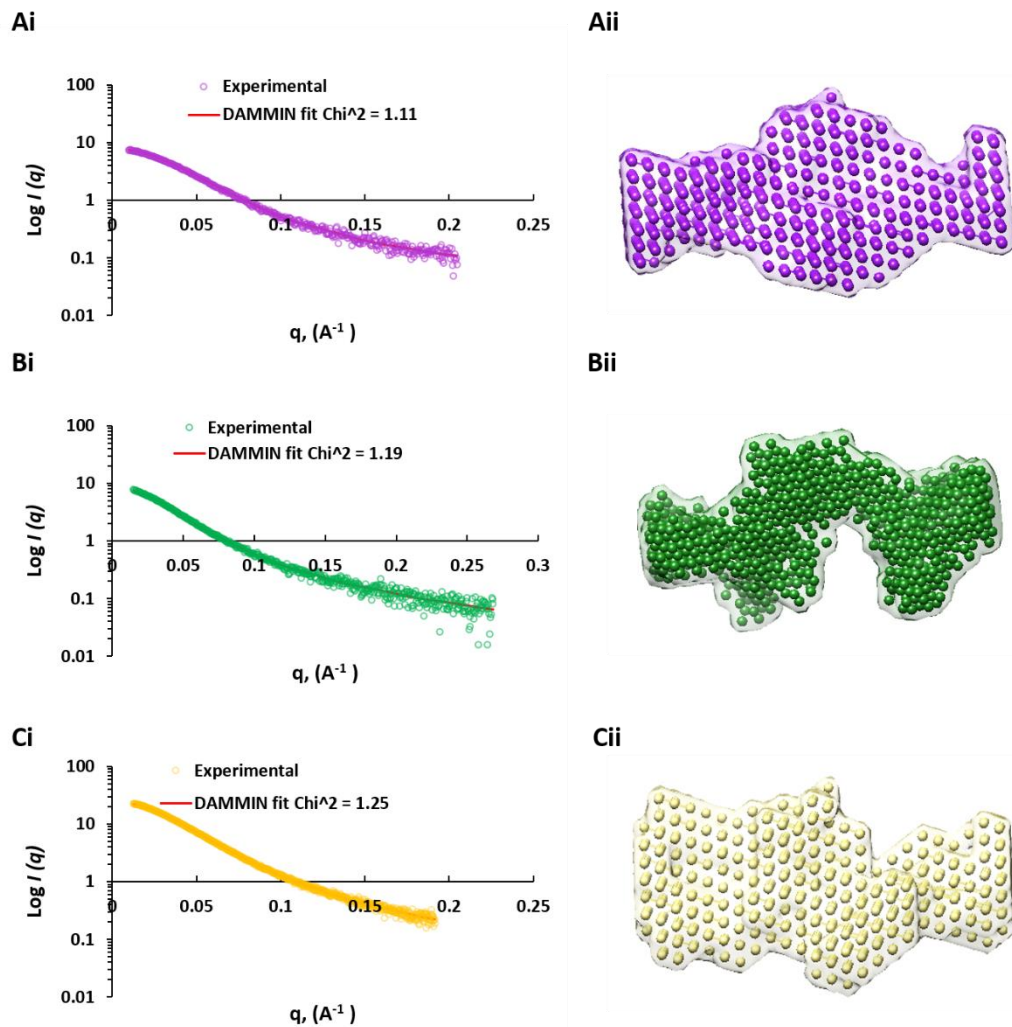 Ai
Aii
Experimental
DAMMIN fit Chi^2 = 1.11
100
10
1
0.1
0.01
0
0.05
0.1
0.15
0.2
0.25
Log I (q)
q, (A⁻¹ )
Bi
Bii
Experimental
DAMMIN fit Chi^2 = 1.19
100
10
1
0.1
0.01
0
0.05
0.1
0.15
0.2
0.25
0.3
Log I (q)
q, (A⁻¹ )
Ci
Cii
Experimental
DAMMIN fit Chi^2 = 1.25
100
10
1
0.1
0.01
0
0.05
0.1
0.15
0.2
0.25
Log I (q)
q, (A⁻¹ )